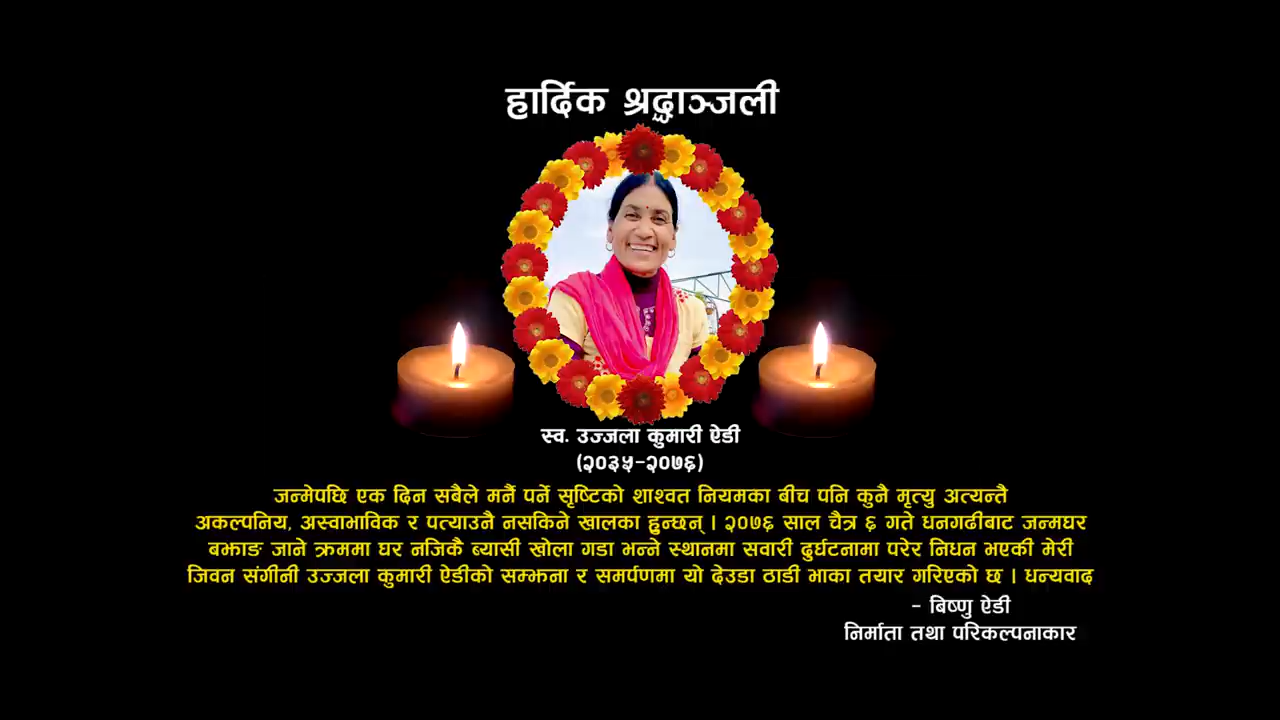 हार्दिक श्रद्धाञ्जली
स्व. उज्जला कुमारी ऐडी
(२०३५-२०७६)
जन्मेपछि एक दिन सबैले मर्नै पर्ने सृष्टिको शाश्वत नियमका बीच पनि कुनै मृत्यु अत्यन्तै
अकल्पनिय, अस्वाभाविक र पत्याउनै नसकिने खालका हुन्छन् । २०७६ साल चैत्र ६ गते धनगढीबाट जन्मघर
बझाङ जाने क्रममा घर नजिकै ब्यासी खोला गडा भन्ने स्थानमा सवारी दुर्घटनामा परेर निधन भएकी मेरी
जिवन संगीनी उज्जला कुमारी ऐडीको सम्झना र समर्पणमा यो देउडा ठाडी भाका तयार गरिएको छ । धन्यवाद
- बिष्णु ऐडी
निर्माता तथा परिकल्पनाकार